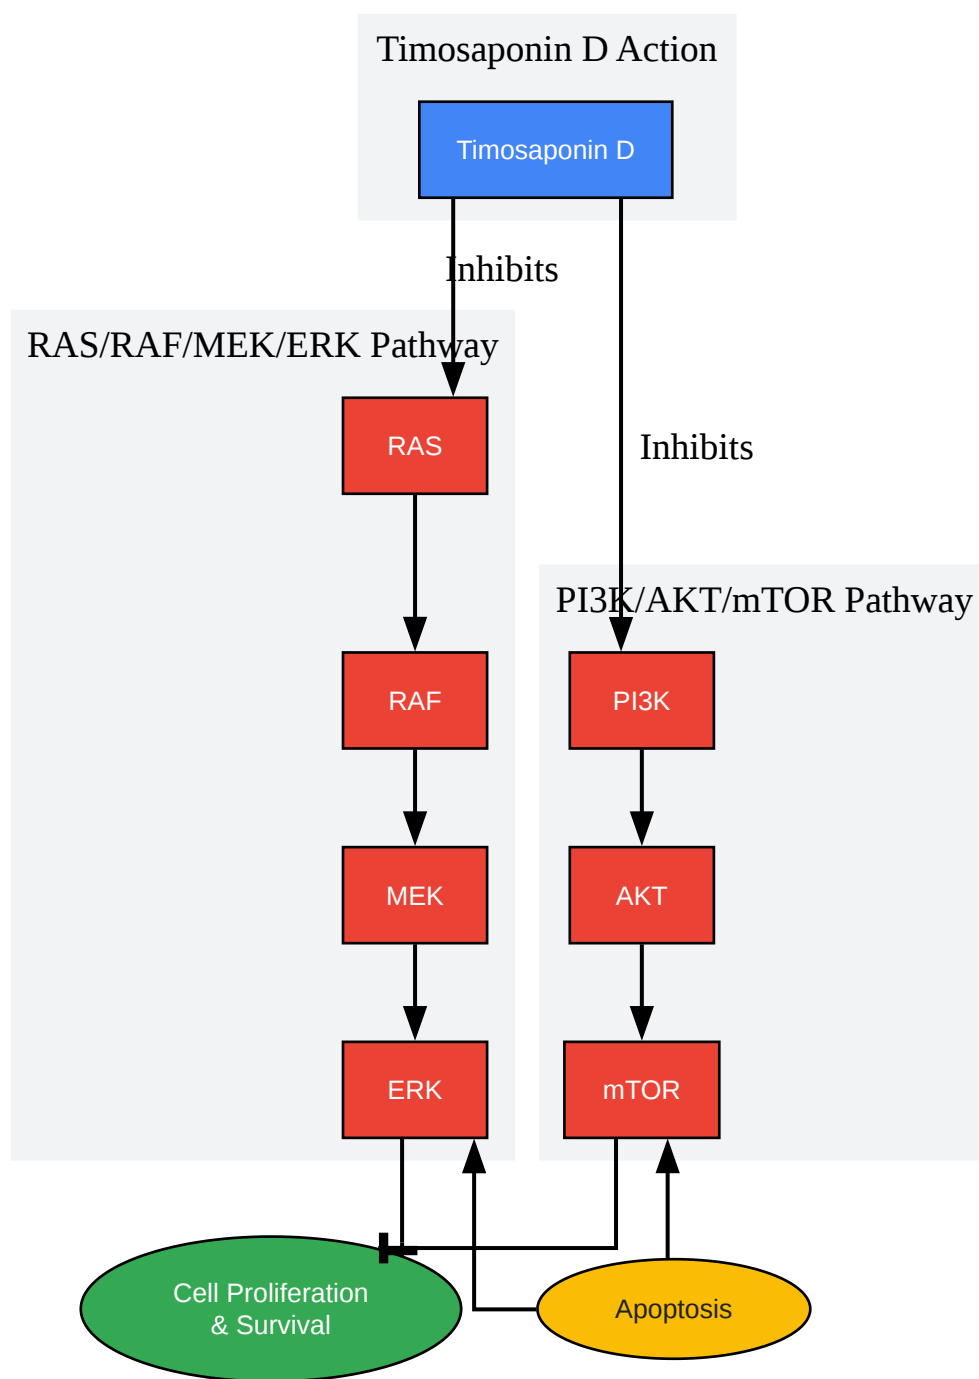 Timosaponin D Action
Timosaponin D
Inhibits
RAS/RAF/MEK/ERK Pathway
RAS
Inhibits
PI3K/AKT/mTOR Pathway
RAF
PI3K
MEK
AKT
ERK
mTOR
Cell Proliferation
& Survival
Apoptosis